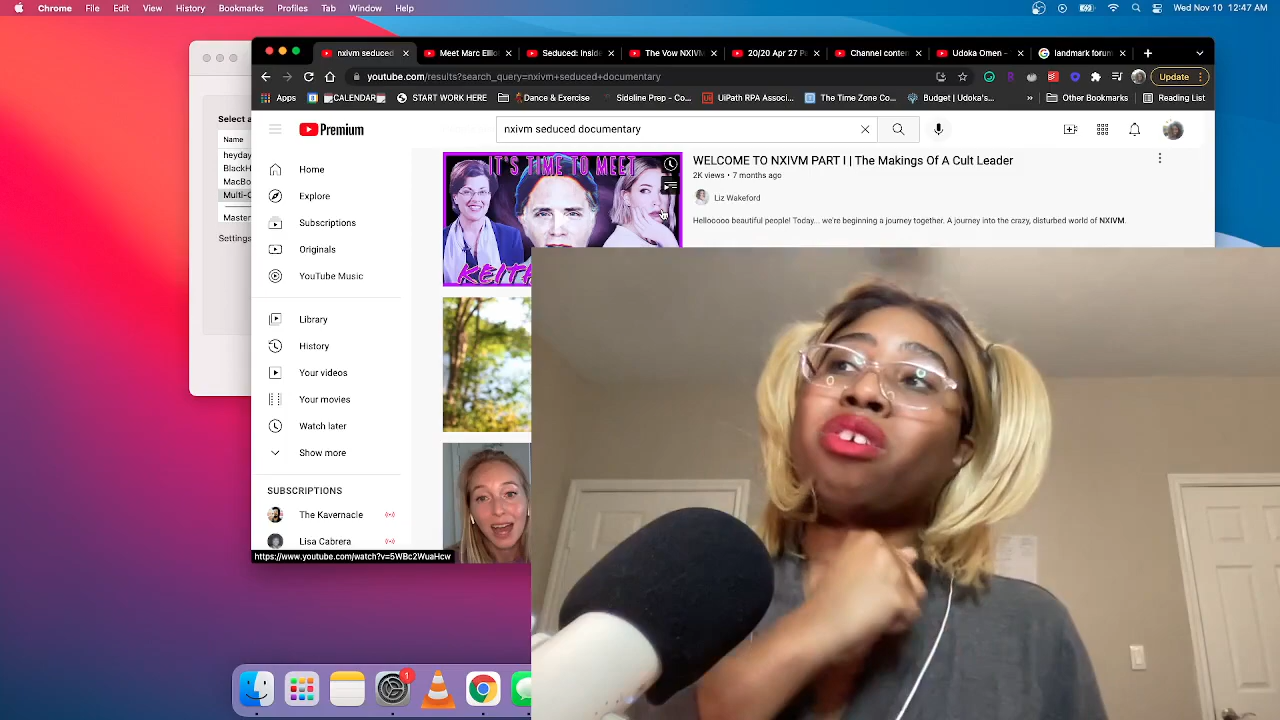 Chrome File Edit View History Bookmarks Profiles Tab Window Help Wed Nov 10 12:47 AM
nxivm seduced Meet Marc Ellio Seduced: Insid The Vow NXIVM 20/20 Apr 27 P Channel conten Udoka Omen - landmark forum
youtube.com/results?search_query=nxivm+seduced+documentary Update
Apps CALENDAR START WORK HERE Dance & Exercise Sideline Prep - Co... UiPath RPA Assoc... The Time Zone Co... Budget | Udoka's... » Other Bookmarks Reading List
Select a
Name
heyday
BlackH
MacBo
Multi-O
Master
Settings
Premium nxivm seduced documentary
Home
Explore
Subscriptions
Originals
YouTube Music
Library
History
Your videos
Your movies
Watch later
Show more
SUBSCRIPTIONS
The Kavernacle
Lisa Cabrera
IT'S TIME TO MEET
KEITH
WELCOME TO NXIVM PART I | The Makings Of A Cult Leader
2K views • 7 months ago
Liz Wakeford
Hellooooo beautiful people! Today... we're beginning a journey together. A journey into the crazy, disturbed world of NXIVM.
https://www.youtube.com/watch?v=5WBc2WuaHcw
1